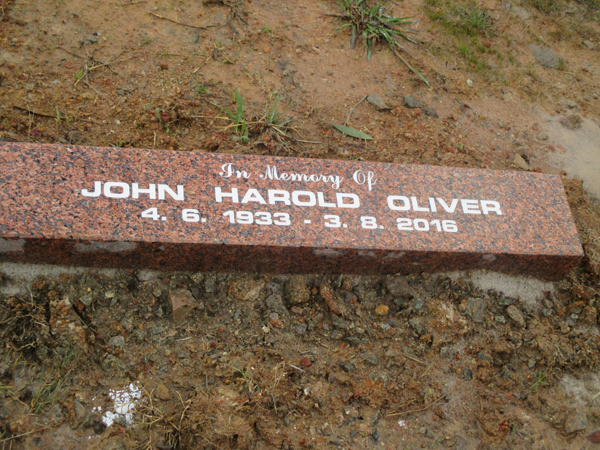 In Memory Of
JOHN HAROLD OLIVER
4. 6. 1933 - 3. 8. 2016